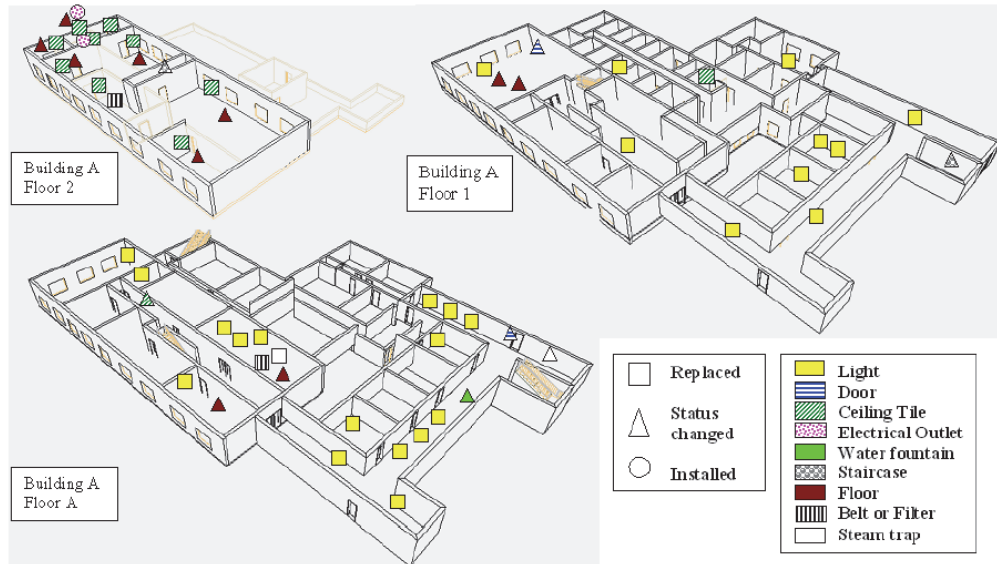 Building A
Floor 2
Building A
Floor 1
Building A
Floor A
Replaced
Status
changed
Installed
Light
Door
Ceiling Tile
Electrical Outlet
Water fountain
Staircase
Floor
Belt or Filter
Steam trap